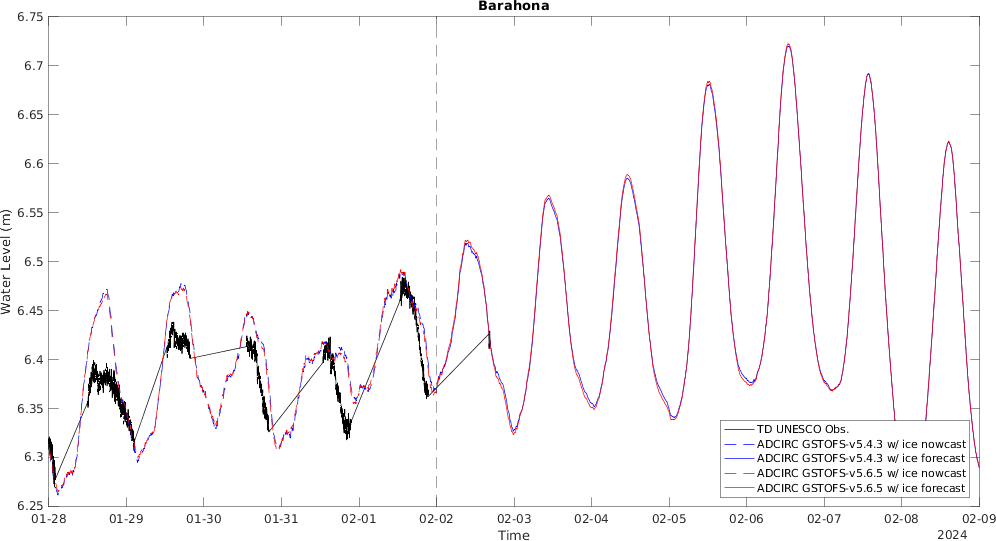 Barahona
6.75
6.7
6.65
6.6
6.55
6.5
6.45
6.4
6.35
6.3
6.25
Water Level (m)
01-28 01-29 01-30 01-31 02-01 02-02 02-03 02-04 02-05 02-06 02-07 02-08 02-09
Time
2024
TD UNESCO Obs.
ADCIRC GSTOFS-v5.4.3 w/ ice nowcast
ADCIRC GSTOFS-v5.4.3 w/ ice forecast
ADCIRC GSTOFS-v5.6.5 w/ ice nowcast
ADCIRC GSTOFS-v5.6.5 w/ ice forecast